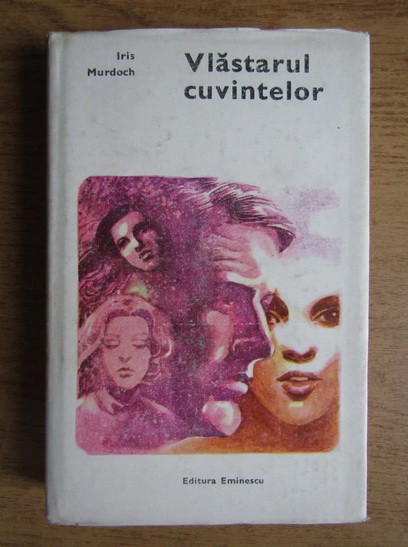 Iris
Murdoch
Vlăstarul
cuvintelor
Editura Eminescu